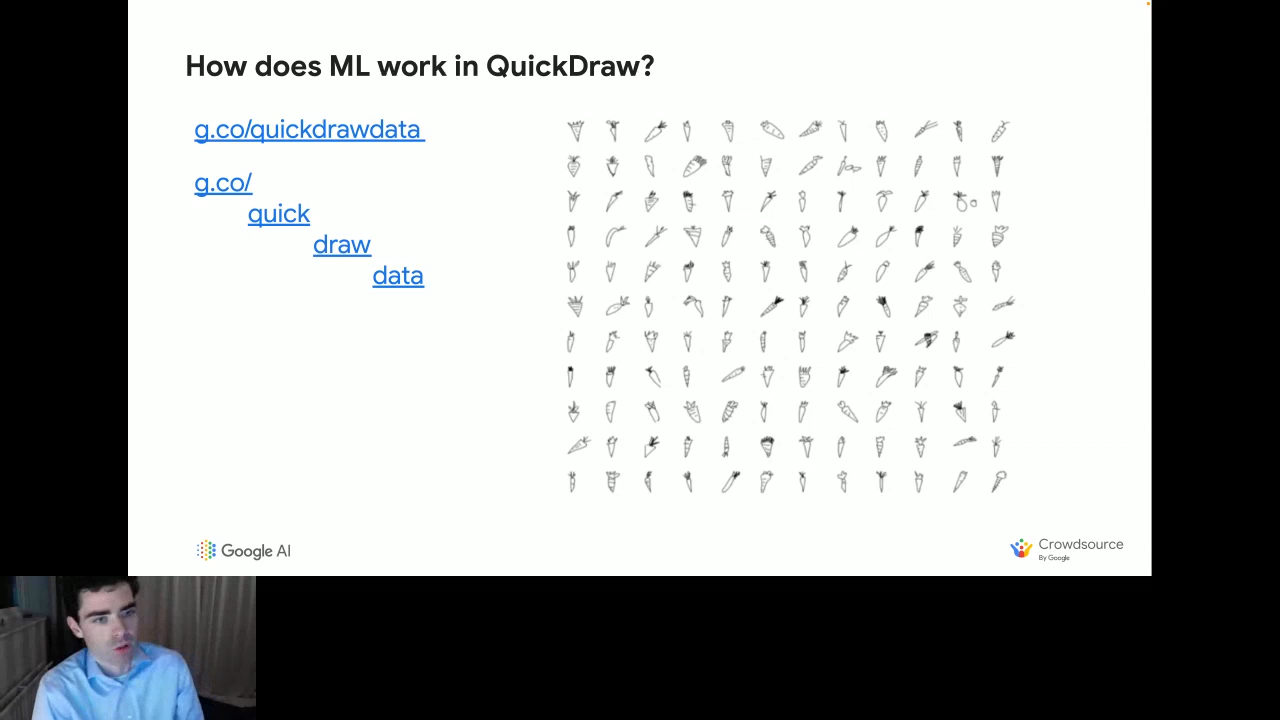 How does ML work in QuickDraw?
g.co/quickdrawdata
g.co/
quick
draw
data
Google AI
Crowdsource
By Google